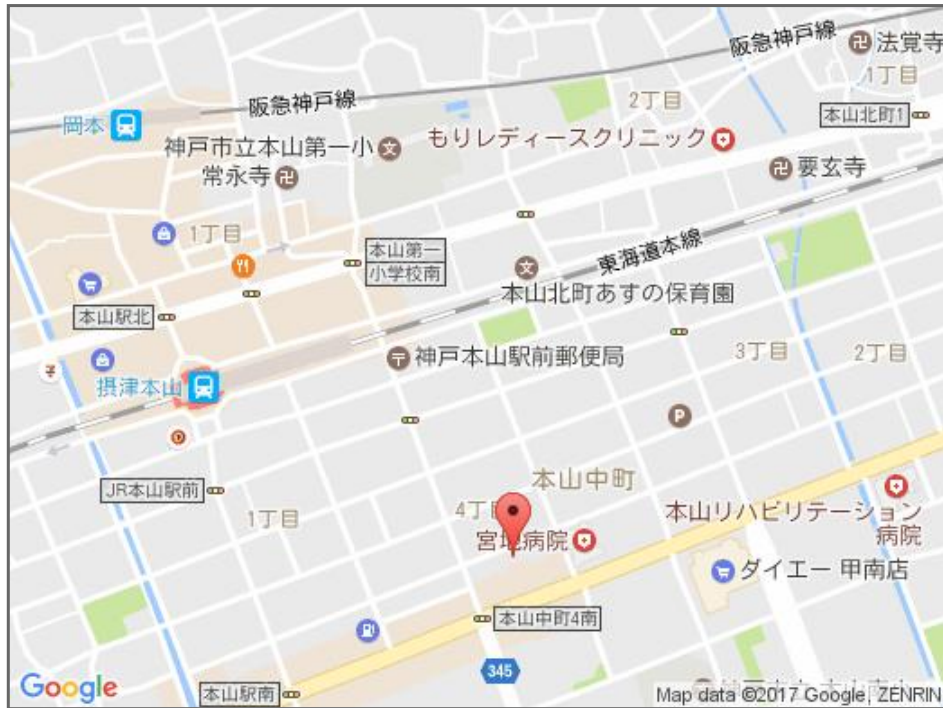 阪急神戸線
法覚寺
1丁目
阪急神戸線
2丁目
本山北町1
岡本
神戸市立本山第一小
もりレディースクリニック
常永寺
要玄寺
1丁目
本山第一
小学校南
東海道本線
本山北町あすの保育園
本山駅北
神戸本山駅前郵便局
3丁目
2丁目
摂津本山
P
JR本山駅前
本山中町
1丁目
4丁目
宮地病院
本山リハビリテーション
病院
ダイエー 甲南店
本山中町4南
345
Google
本山駅南
Map data ©2017 Google, ZENRIN